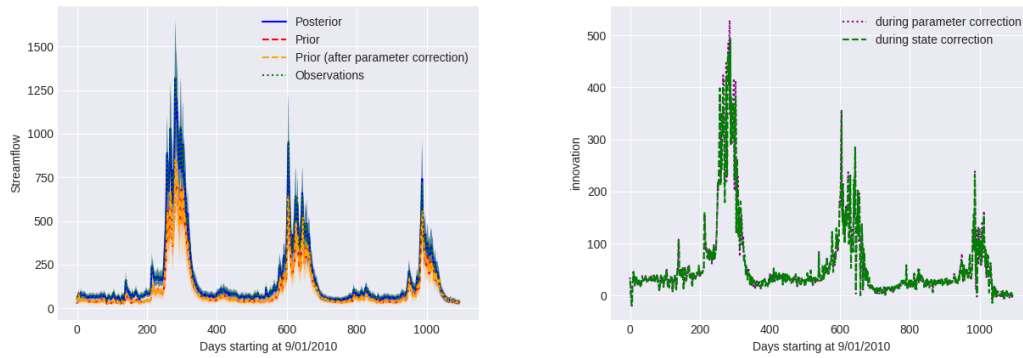 Posterior
Prior
Prior (after parameter correction)
Observations
1500
1250
1000
750
500
250
0
Streamflow
0
200
400
600
800
1000
Days starting at 9/01/2010
during parameter correction
during state correction
500
400
300
200
100
0
innovation
0
200
400
600
800
1000
Days starting at 9/01/2010